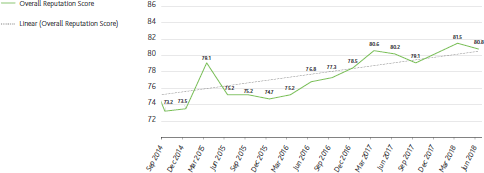 Overall Reputation Score
Linear (Overall Reputation Score)
86
84
82
80
78
76
74
72
73.2
73.5
79.1
75.2
75.2
74.7
75.2
76.8
77.3
78.5
80.6
80.2
79.1
81.5
80.8
Sep 2014
Dec 2014
Mar 2015
Jun 2015
Sep 2015
Dec 2015
Mar 2016
Jun 2016
Sep 2016
Dec 2016
Mar 2017
Jun 2017
Sep 2017
Dec 2017
Mar 2018
Jun 2018